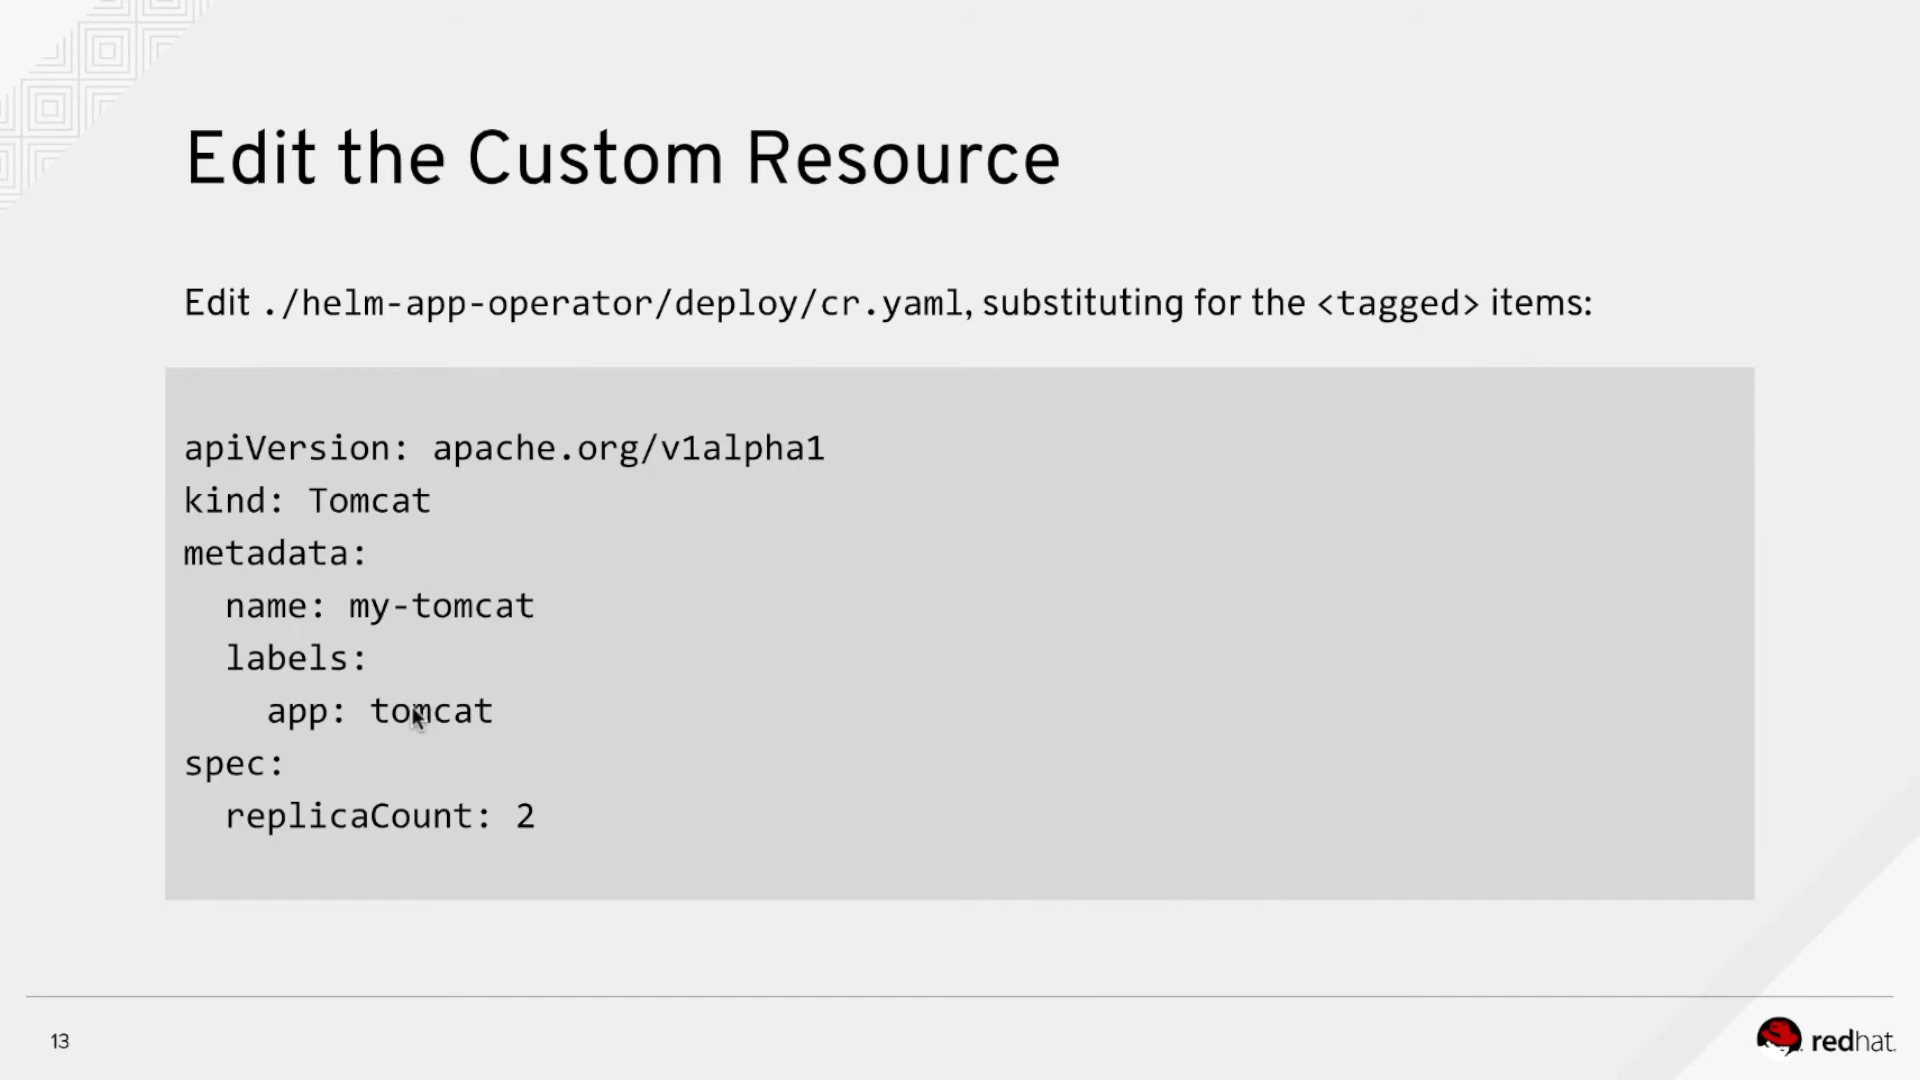 Edit the Custom Resource
Edit ./helm-app-operator/deploy/cr.yaml, substituting for the <tagged> items:
apiVersion: apache.org/v1alpha1
kind: Tomcat
metadata:
  name: my-tomcat
  labels:
    app: tomcat
spec:
  replicaCount: 2
13
redhat.